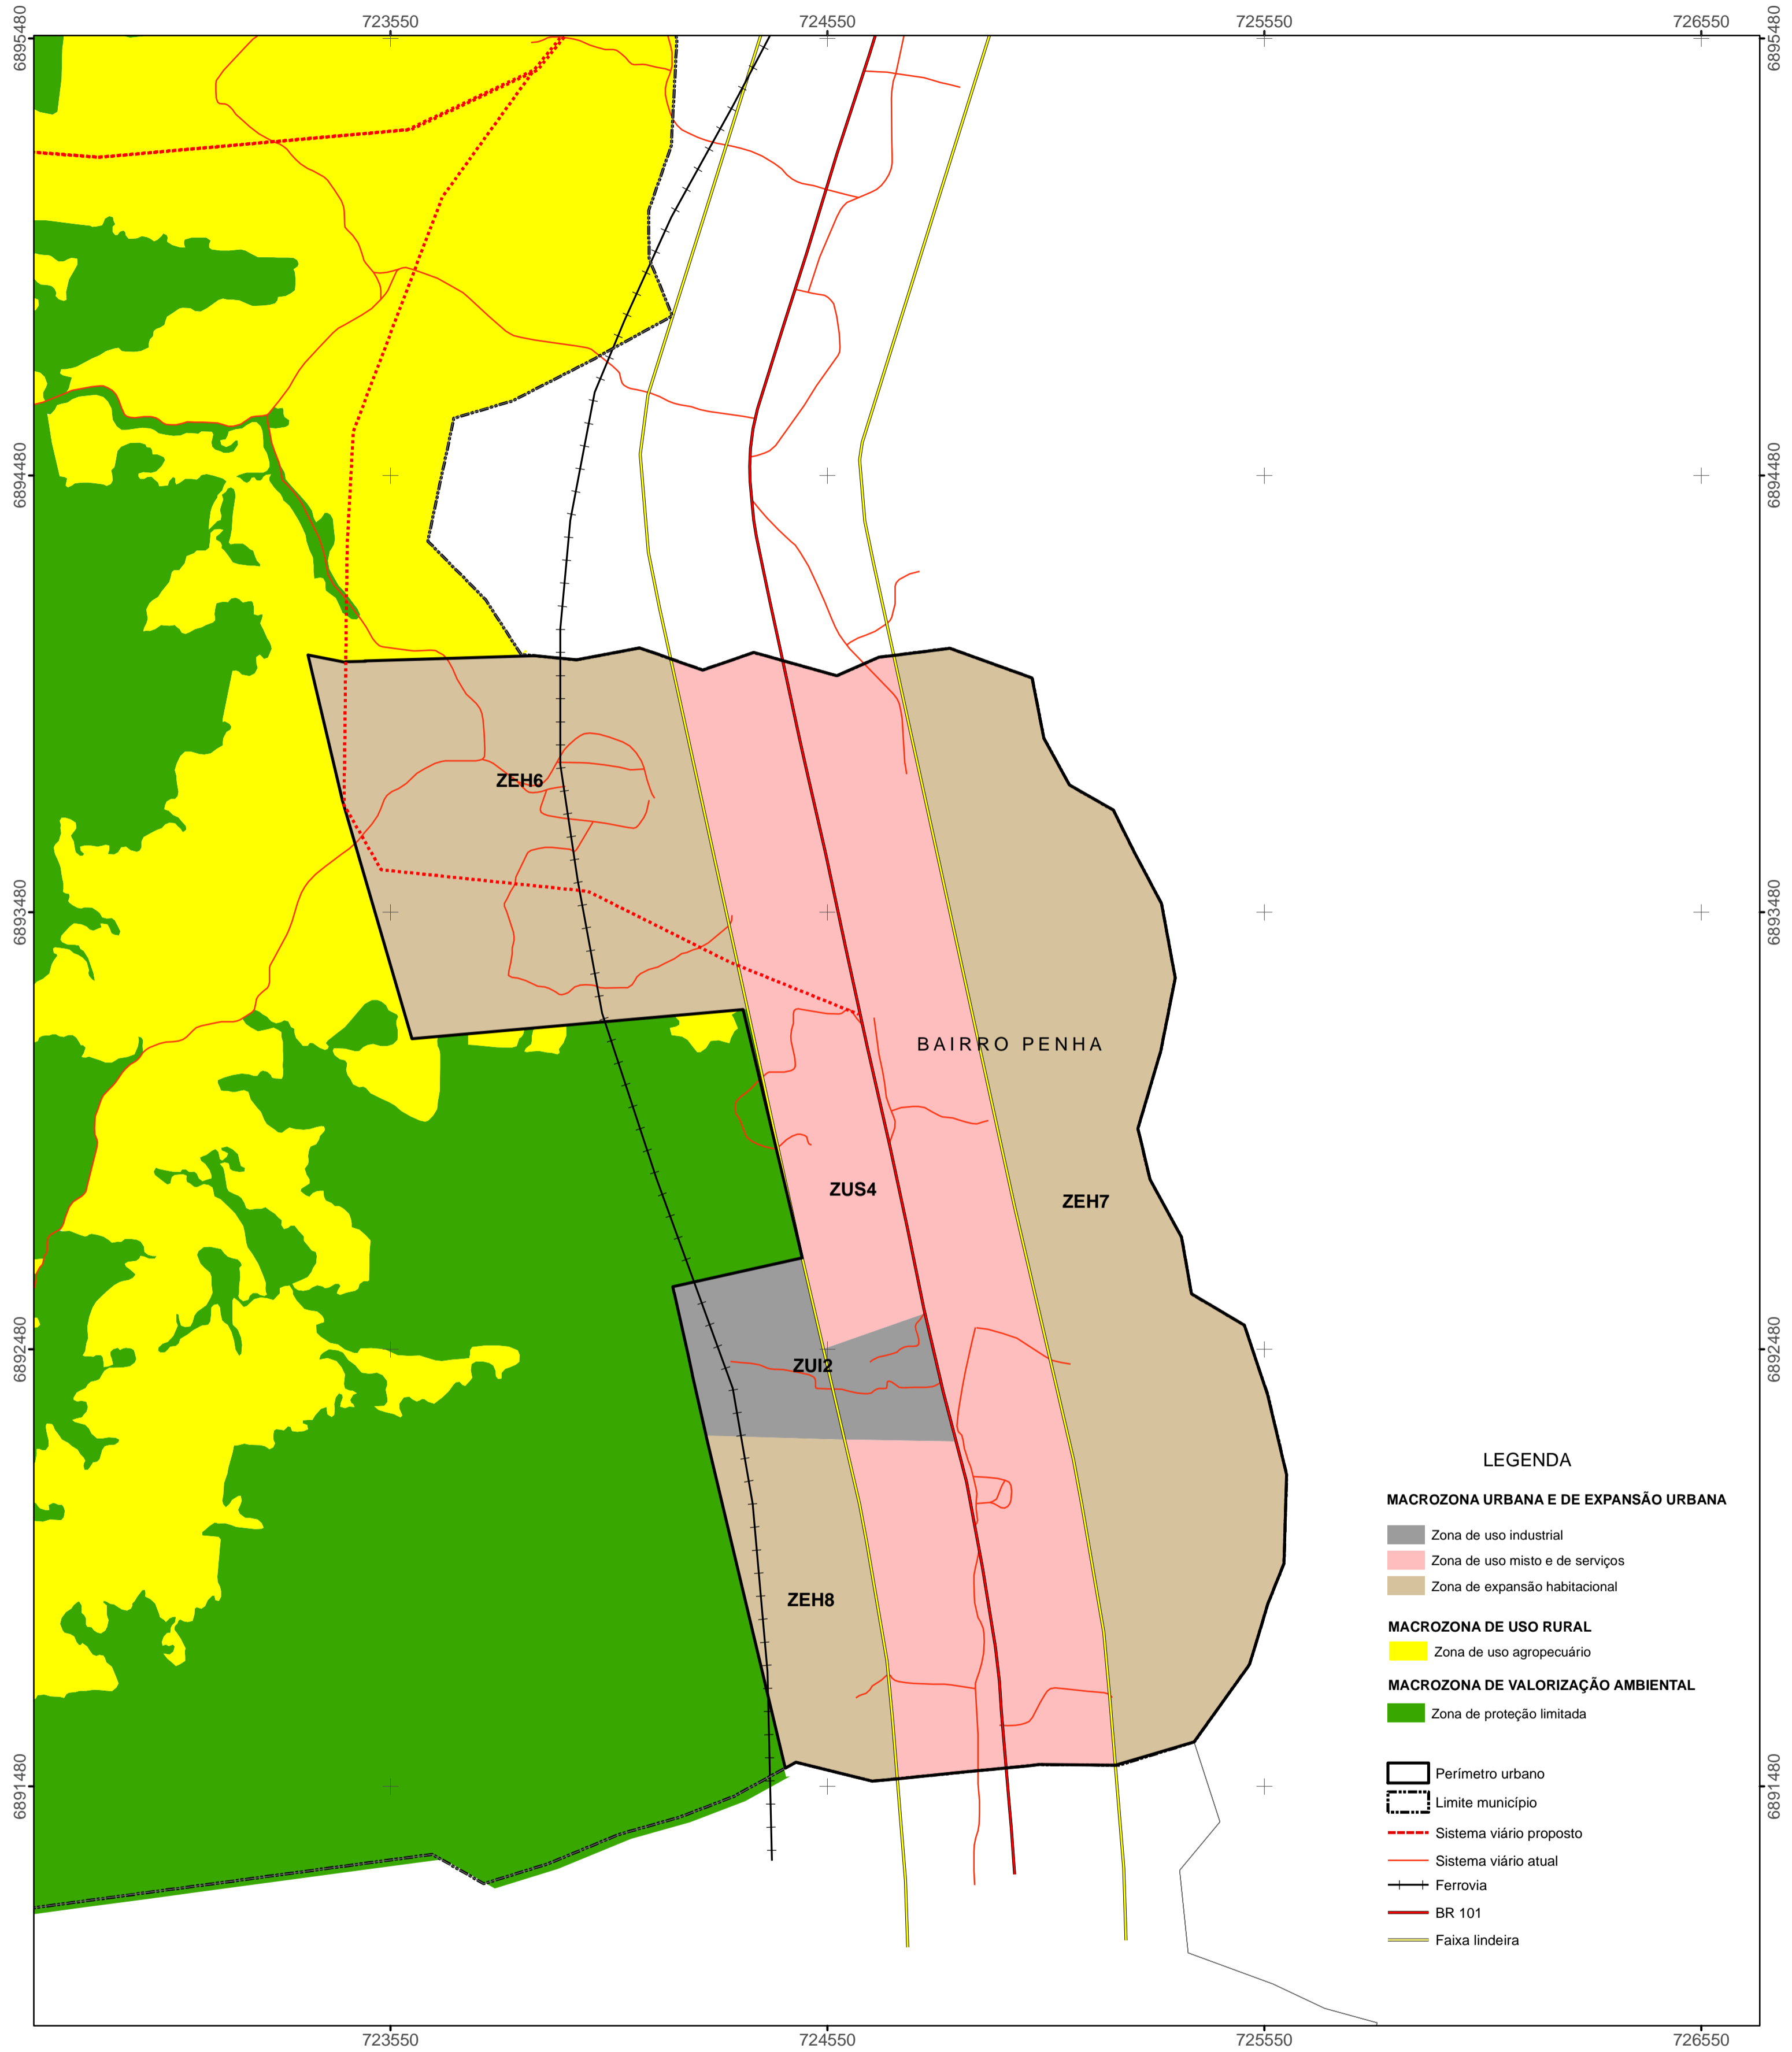 723550 724550 725550 726550
6895480 6895480
6894480 6894480
ZEH6
6893480 6893480
BAIRRO PENHA
ZUS4
ZEH7
6892480 6892480
ZUI2
LEGENDA
MACROZONA URBANA E DE EXPANSÃO URBANA
Zona de uso industrial
Zona de uso misto e de serviços
Zona de expansão habitacional
ZEH8
MACROZONA DE USO RURAL
Zona de uso agropecuário
MACROZONA DE VALORIZAÇÃO AMBIENTAL
Zona de proteção limitada
6891480 6891480
Perímetro urbano
Limite município
Sistema viário proposto
Sistema viário atual
Ferrovia
BR 101
Faixa lindeira
723550 724550 725550 726550